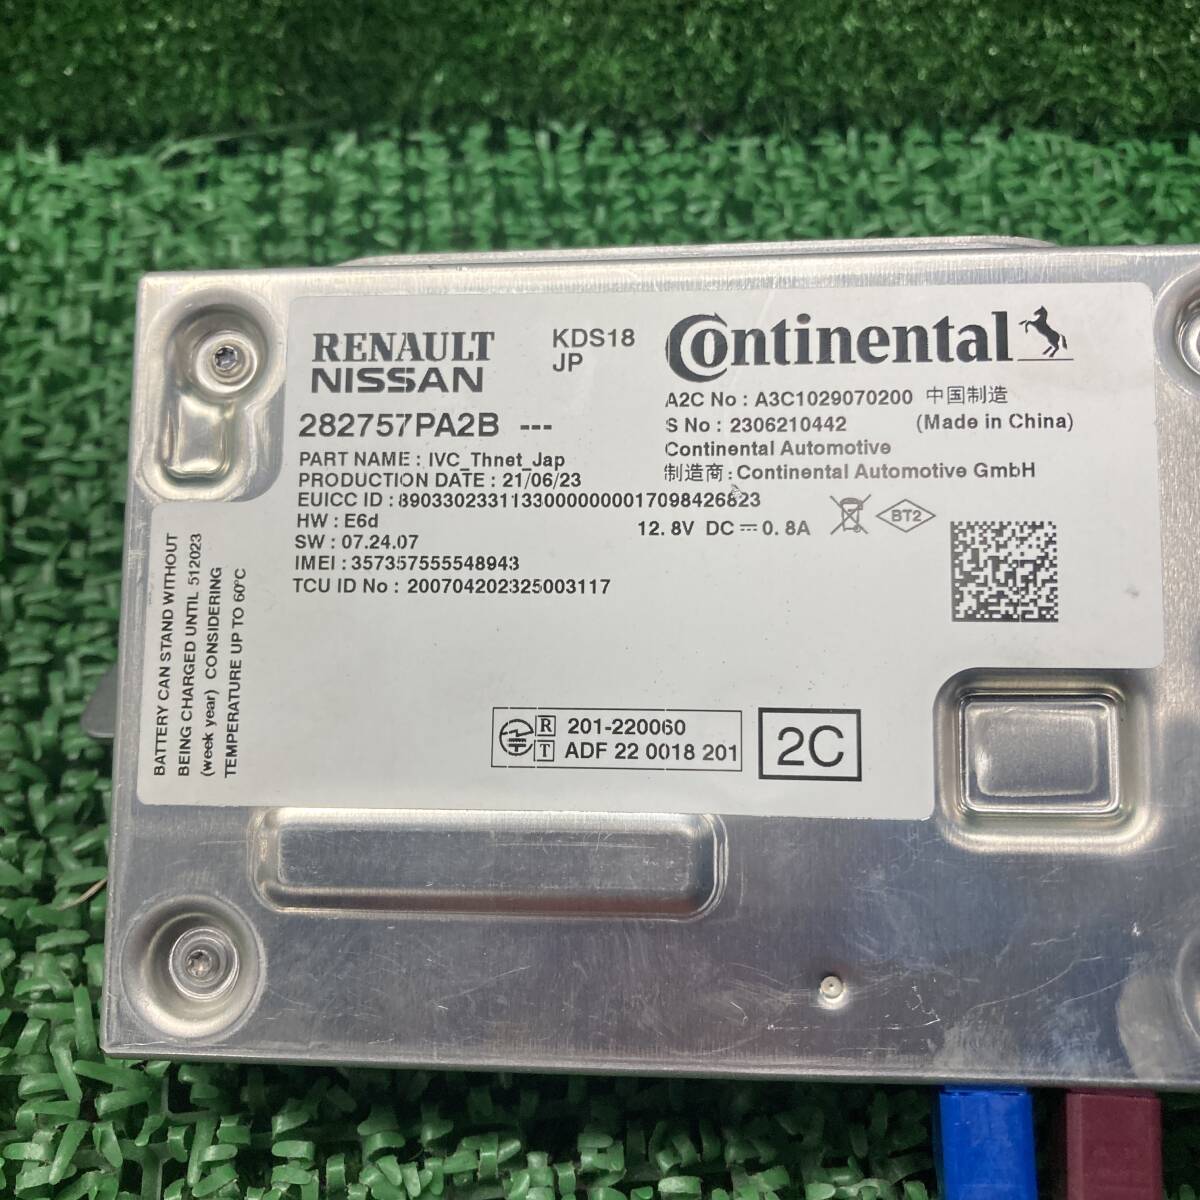 RENAULT
NISSAN
KDS18
JP
282757PA2B ---
PART NAME : IVC_Thnet_Jap
PRODUCTION DATE : 21/06/23
EUICC ID : 89033023311330000000017098426823
HW : E6d
SW : 07.24.07
IMEI : 357357555548943
TCU ID No : 200704202325003117
Continental
A2C No : A3C1029070200 中国制造
S No : 2306210442 (Made in China)
Continental Automotive
制造商: Continental Automotive GmbH
12.8V DC 0.8A
BT2
BATTERY CAN STAND WITHOUT
BEING CHARGED UNTIL 512023
(week year) CONSIDERING
TEMPERATURE UP TO 60°C
R 201-220060
T ADF 22 0018 201
2C